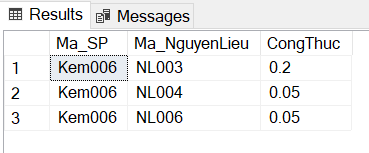 Results Messages
Ma_SP Ma_NguyenLieu CongThuc
1 Kem006 NL003 0.2
2 Kem006 NL004 0.05
3 Kem006 NL006 0.05